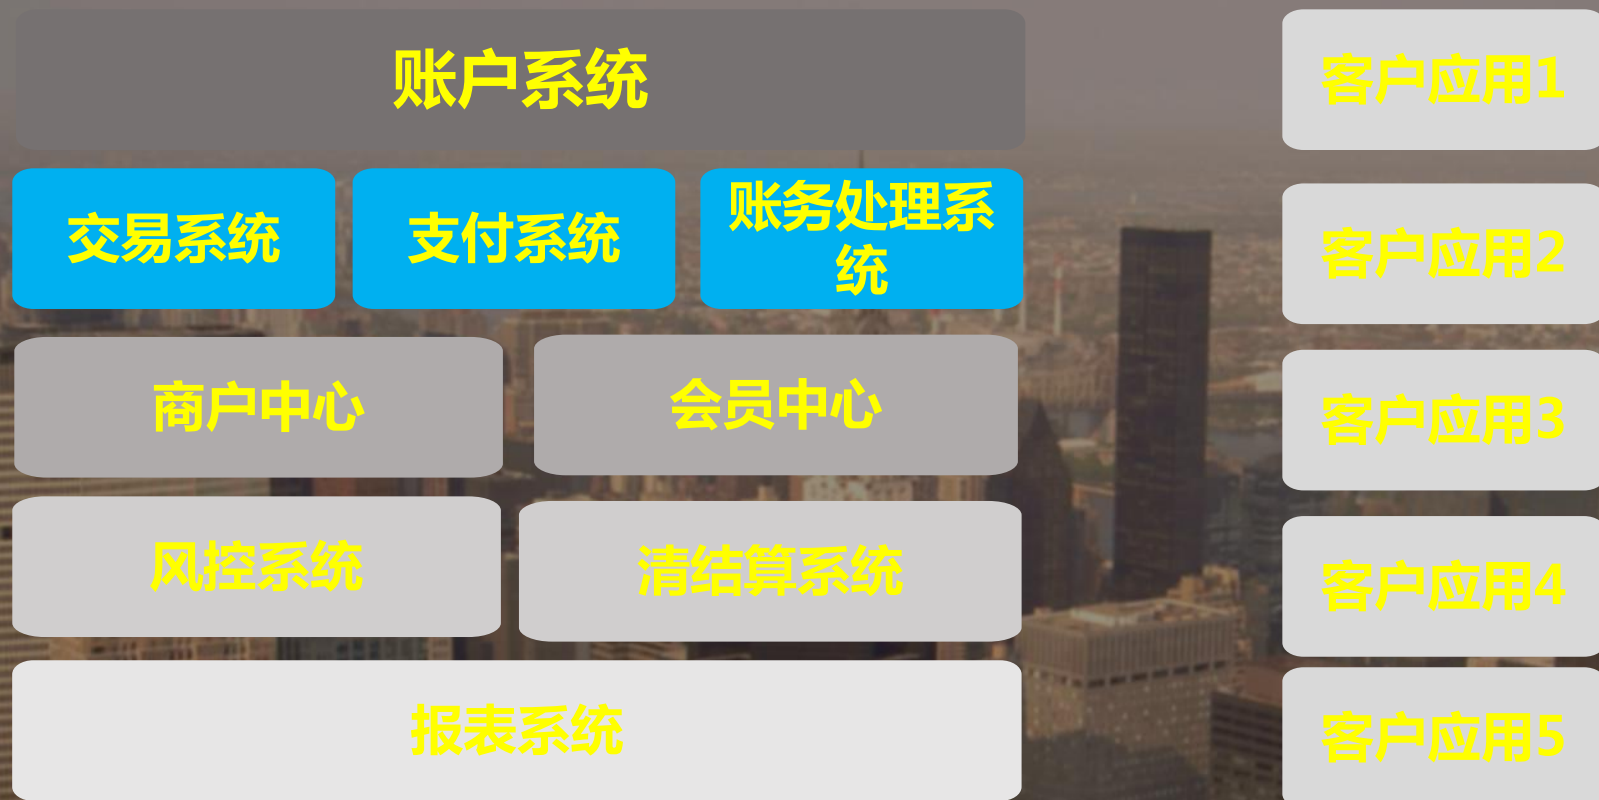 账户系统
交易系统
支付系统
账务处理系
统
商户中心
会员中心
风控系统
清结算系统
报表系统
客户应用1
客户应用2
客户应用3
客户应用4
客户应用5